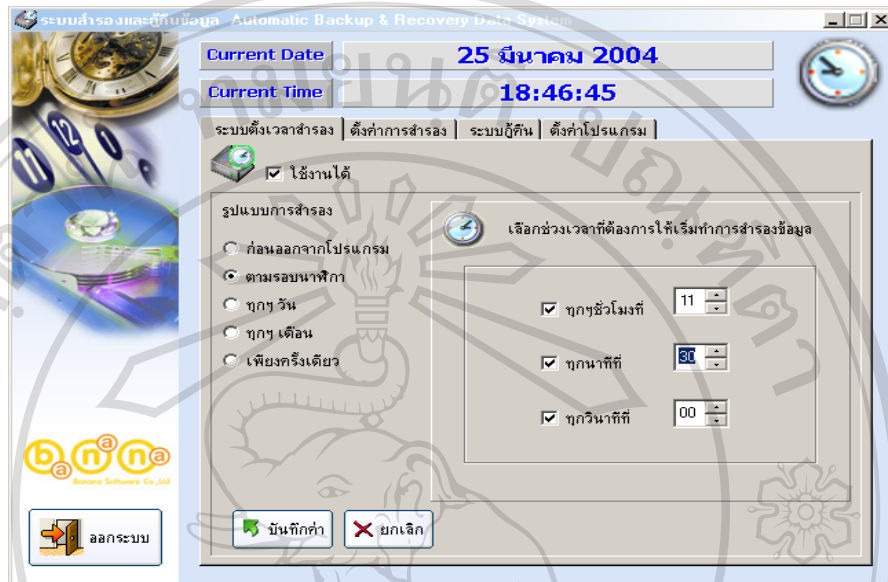 ระบบสำรองและกู้คืนข้อมูล Automatic Backup & Recovery Data System
Current Date 25 มีนาคม 2004
Current Time 18:46:45
ระบบตั้งเวลาสำรอง ตั้งค่าการสำรอง ระบบกู้คืน ตั้งค่าโปรแกรม
ใช้งานได้
รูปแบบการสำรอง
ก่อนออกจากโปรแกรม
ตามรอบนาฬิกา
ทุกๆ วัน
ทุกๆ เดือน
เพียงครั้งเดียว
เลือกช่วงเวลาที่ต้องการให้เริ่มทำการสำรองข้อมูล
ทุกๆชั่วโมงที่ 11
ทุกนาทีที่ 30
ทุกวินาทีที่ 00
banana
Banana Software Co.,Ltd
ออกระบบ
บันทึกค่า ยกเลิก